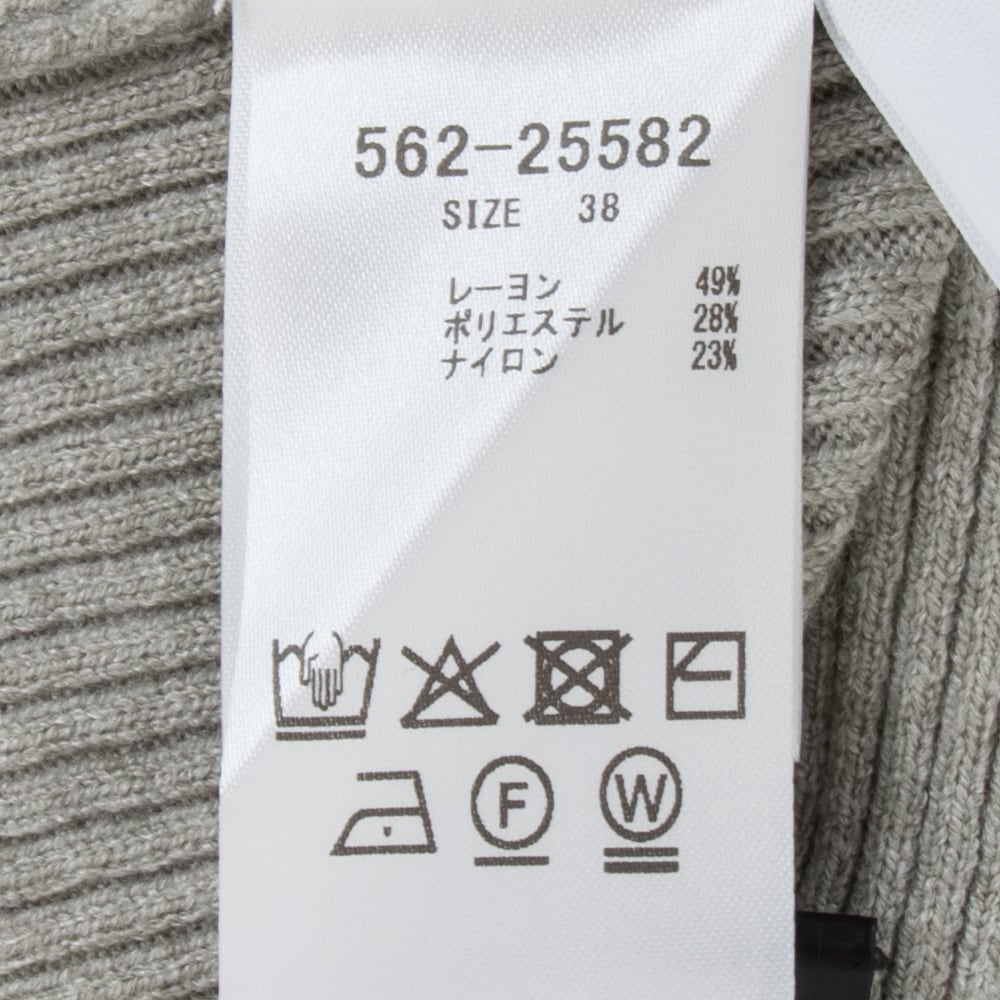 562-25582
SIZE 38
レーヨン 49%
ポリエステル 28%
ナイロン 23%
F W